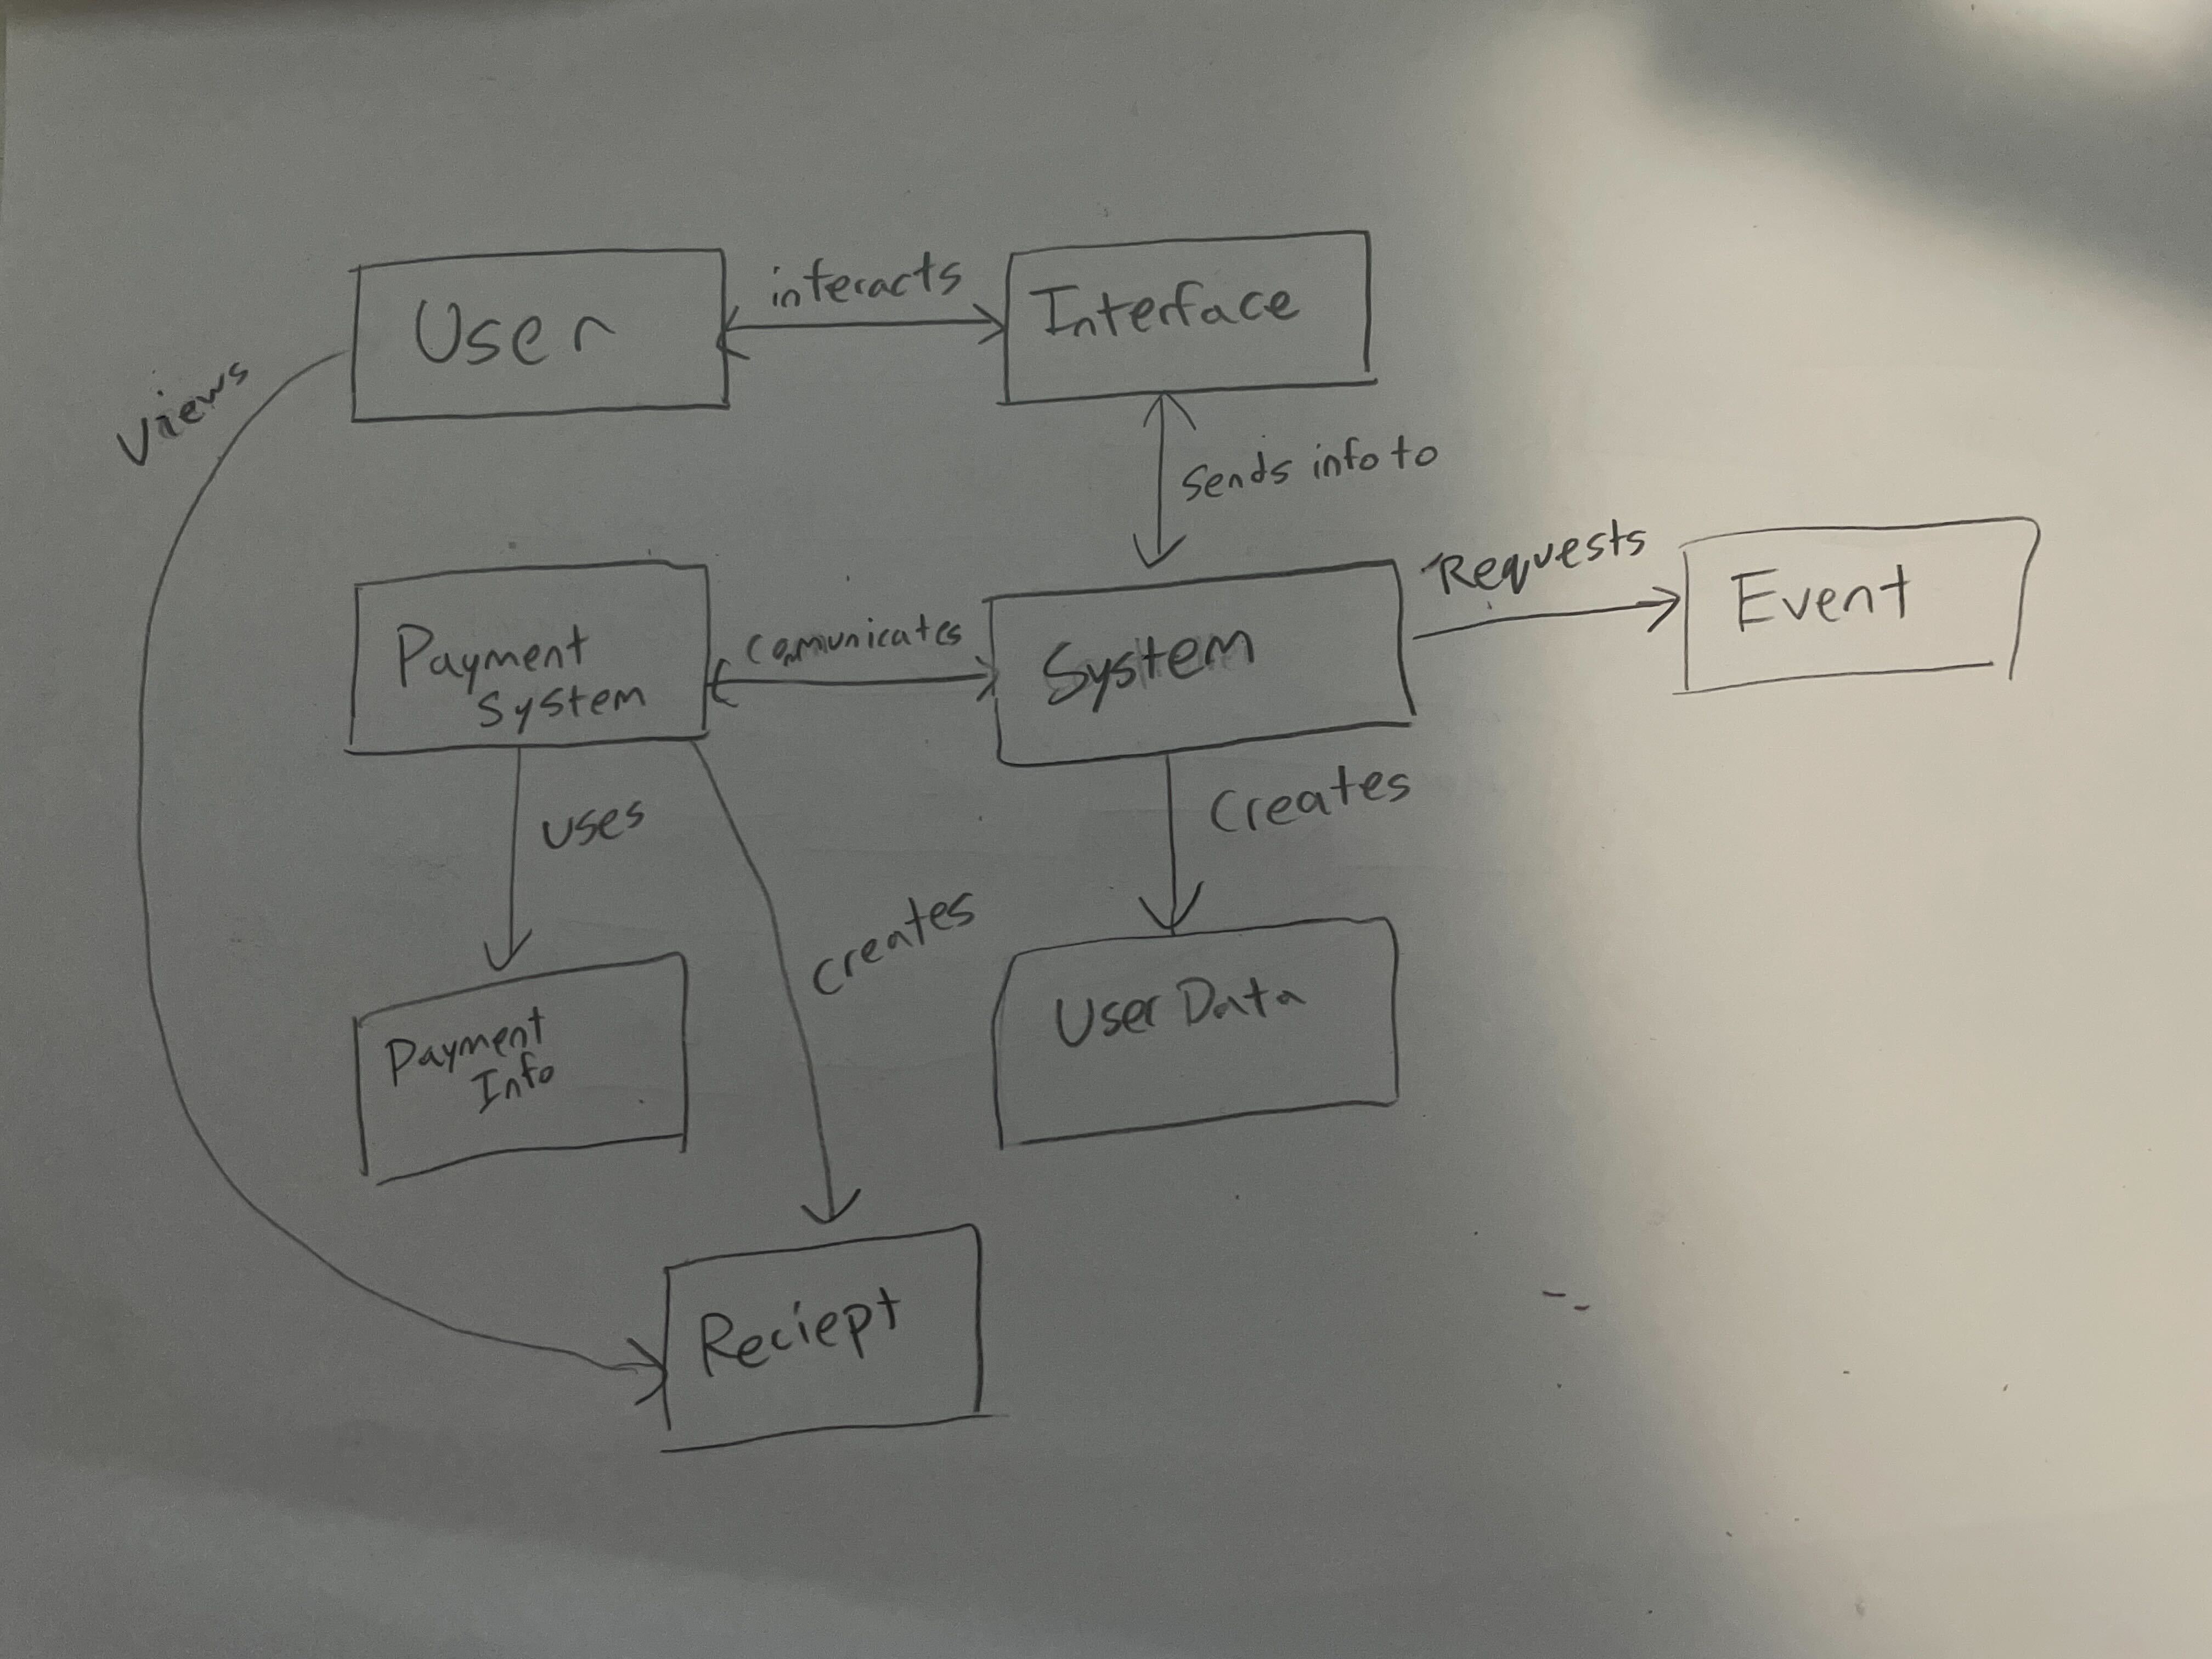 User
interacts
Interface
views
Sends info to
Requests
Event
Payment
System
Comunicates
System
uses
Creates
creates
Payment
Info
User Data
Reciept